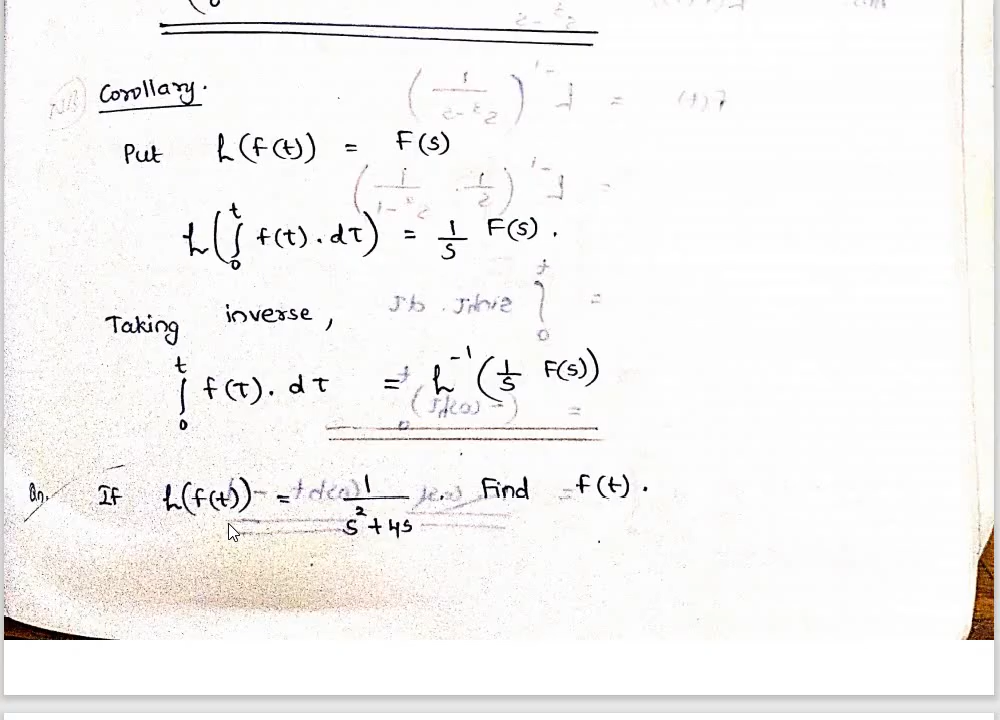 Corollary.
Put L(f(t)) = F(s)
L(∫₀ᵗ f(t).dτ) = 1/s F(s).
Taking inverse,
∫₀ᵗ f(τ).dτ = L⁻¹(1/s F(s))
Qn. If L(f(t)) = 1/(s²+4s). Find f(t).